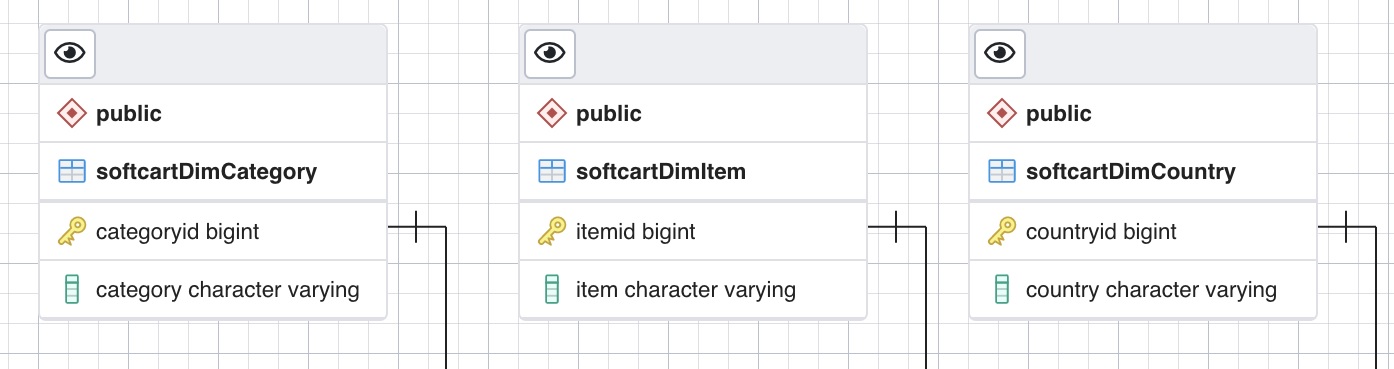 public
softcartDimCategory
categoryid bigint
category character varying
public
softcartDimItem
itemid bigint
item character varying
public
softcartDimCountry
countryid bigint
country character varying